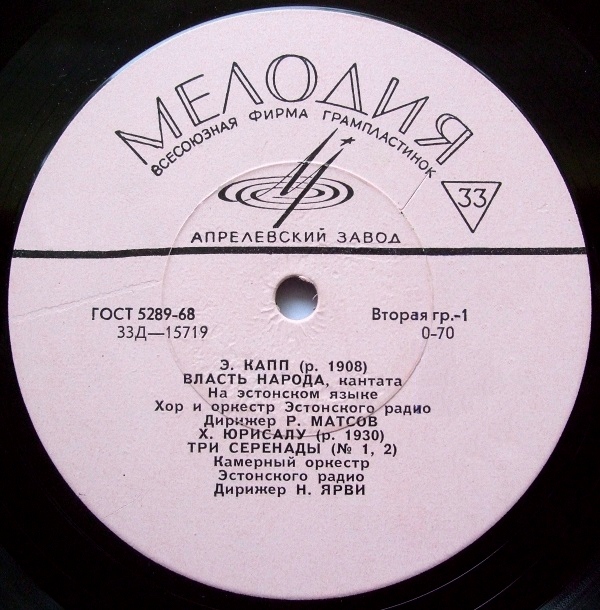 МЕЛОДИЯ
ВСЕСОЮЗНАЯ ФИРМА ГРАМПЛАСТИНОК
33
АПРЕЛЕВСКИЙ ЗАВОД
ГОСТ 5289-68 Вторая гр.-1
33Д—15719 0-70
Э. КАПП (р. 1908)
ВЛАСТЬ НАРОДА, кантата
На эстонском языке
Хор и оркестр Эстонского радио
Дирижер Р. МАТСОВ
Х. ЮРИСАЛУ (р. 1930)
ТРИ СЕРЕНАДЫ (№ 1, 2)
Камерный оркестр
Эстонского радио
Дирижер Н. ЯРВИ